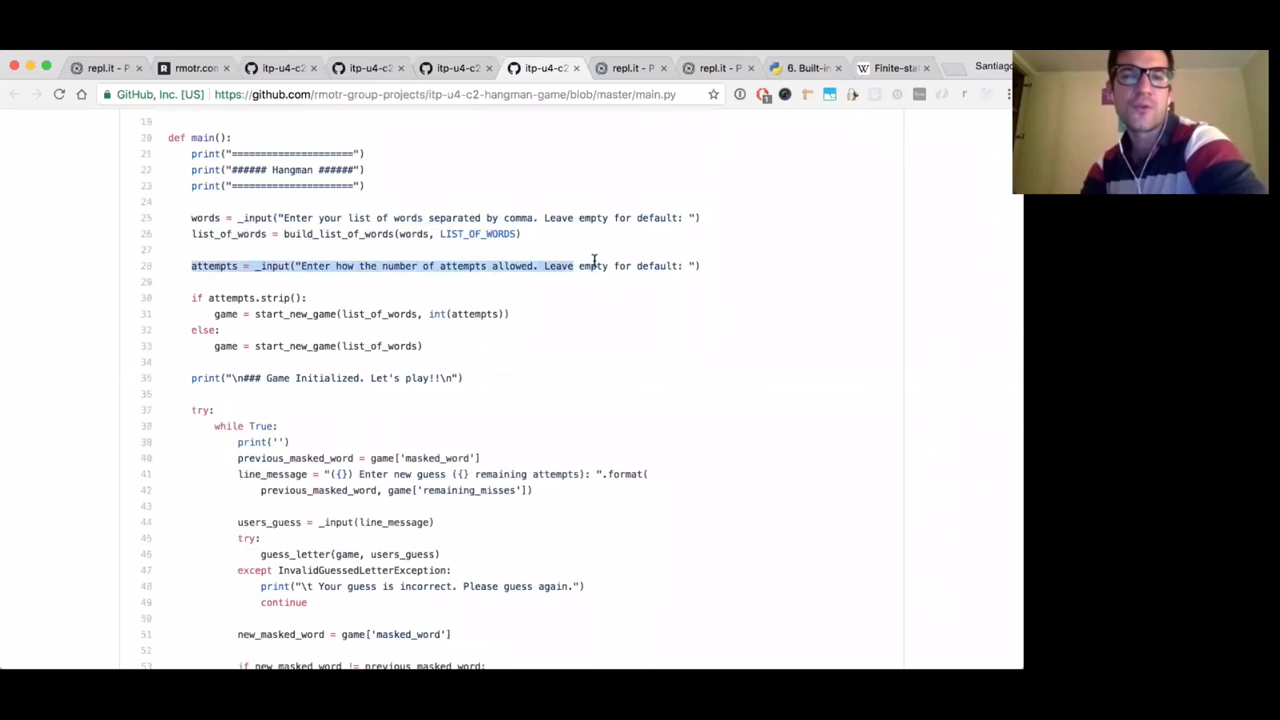 repl.it - P
rmotr.con
itp-u4-c2
itp-u4-c2
itp-u4-c2
itp-u4-c2
repl.it - P
repl.it - P
6. Built-in
Finite-sta
Santiago
GitHub, Inc. [US]
https://github.com/rmotr-group-projects/itp-u4-c2-hangman-game/blob/master/main.py
19
20 def main():
21 print("=====================")
22 print("###### Hangman ######")
23 print("=====================")
24
25 words = _input("Enter your list of words separated by comma. Leave empty for default: ")
26 list_of_words = build_list_of_words(words, LIST_OF_WORDS)
27
28 attempts = _input("Enter how the number of attempts allowed. Leave empty for default: ")
29
30 if attempts.strip():
31 game = start_new_game(list_of_words, int(attempts))
32 else:
33 game = start_new_game(list_of_words)
34
35 print("\n### Game Initialized. Let's play!!\n")
36
37 try:
38 while True:
39 print('')
40 previous_masked_word = game['masked_word']
41 line_message = "({}) Enter new guess ({} remaining attempts): ".format(
42 previous_masked_word, game['remaining_misses'])
43
44 users_guess = _input(line_message)
45 try:
46 guess_letter(game, users_guess)
47 except InvalidGuessedLetterException:
48 print("\t Your guess is incorrect. Please guess again.")
49 continue
50
51 new_masked_word = game['masked_word']
52
53 if new_masked_word != previous_masked_word: